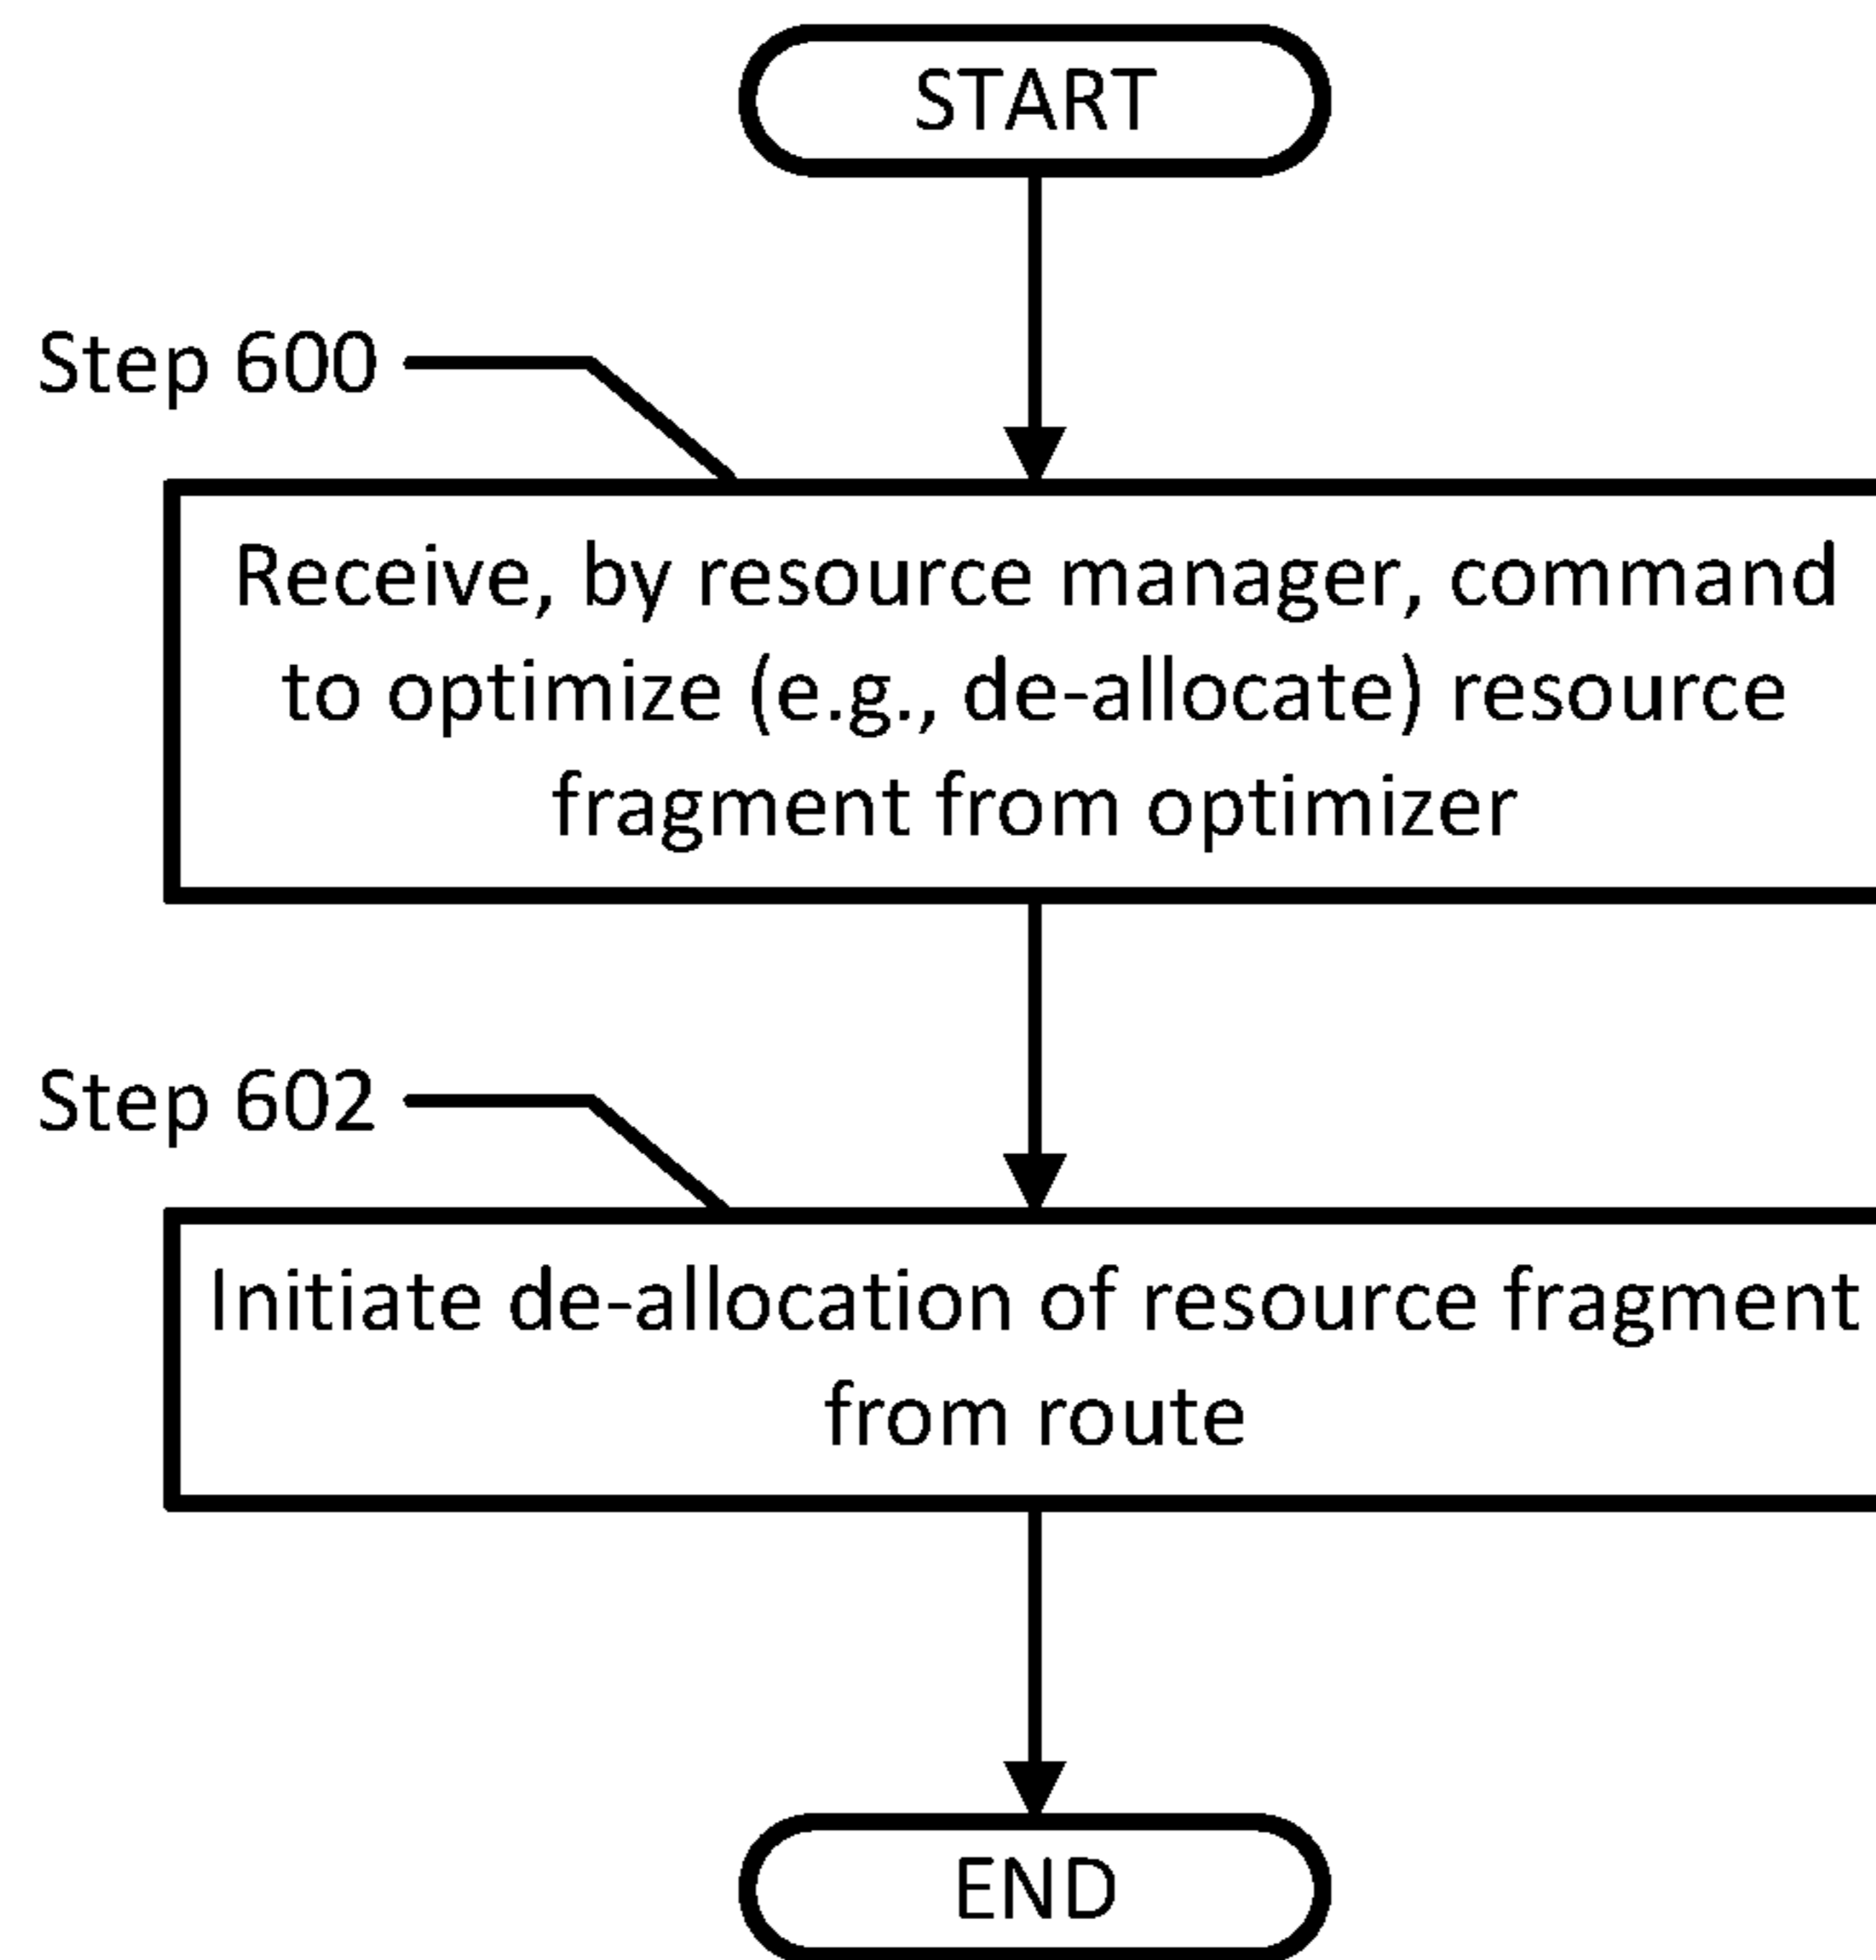 START
Step 600
Receive, by resource manager, command
to optimize (e.g., de-allocate) resource
fragment from optimizer
Step 602
Initiate de-allocation of resource fragment
from route
END